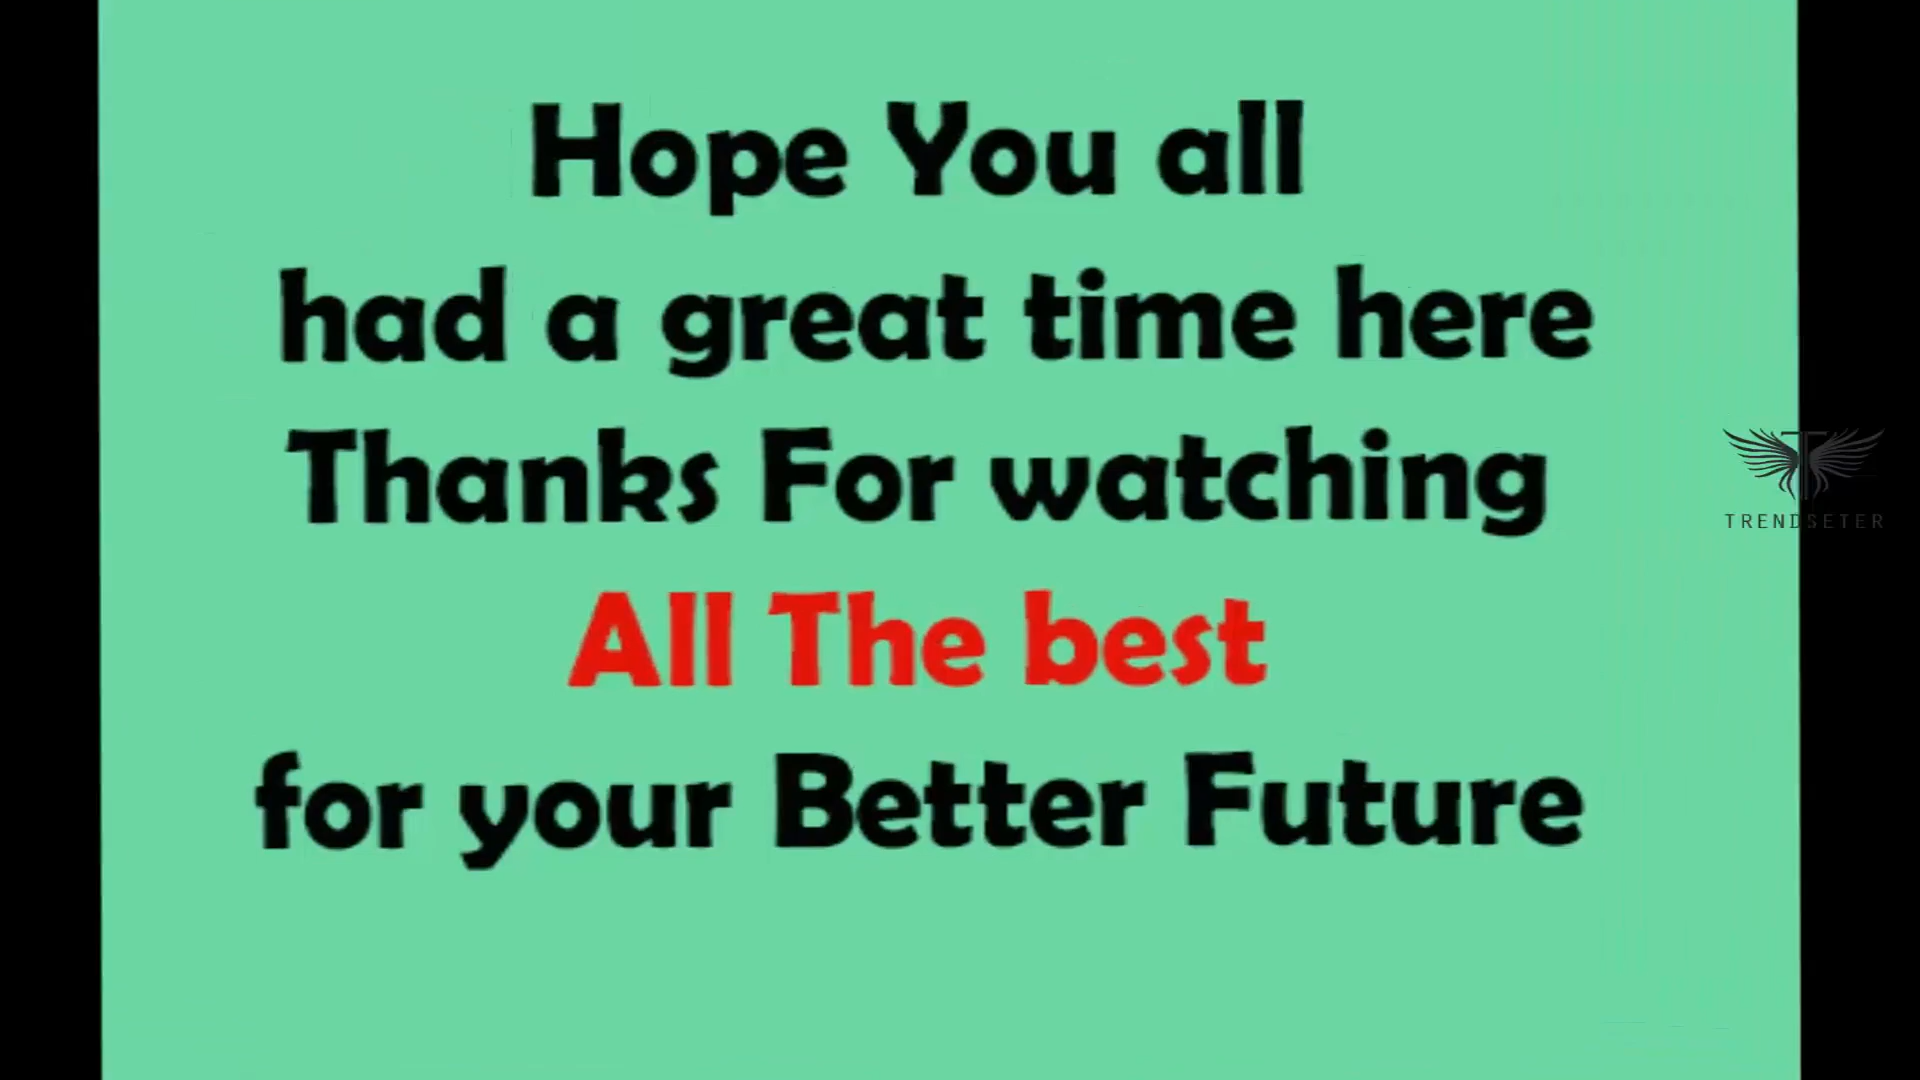 Hope You all
had a great time here
Thanks For watching
All The best
for your Better Future
TRENDSETER